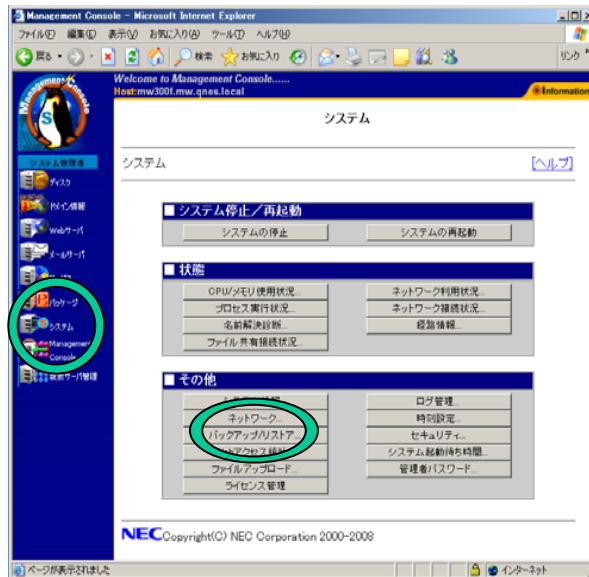 Management Console - Microsoft Internet Explorer
ファイル(F) 編集(E) 表示(V) お気に入り(A) ツール(T) ヘルプ(H)
戻る 検索 お気に入り リンク
Management Console
Welcome to Management Console......
Host:mw300f.mw.qnes.local
Information
システム
システム管理者
システム [ヘルプ]
ディスク
ドメイン情報
Webサーバ
メールサーバ
パッケージ
システム
Management Console
■ システム停止／再起動
システムの停止 システムの再起動
■ 状態
CPU/メモリ使用状況... ネットワーク利用状況...
プロセス実行状況... ネットワーク接続状況...
名前解決診断... 経路情報...
ファイル共有接続状況...
■ その他
ログ管理...
ネットワーク... 時刻設定...
バックアップ/リストア... セキュリティ...
システム起動待ち時間...
ファイルアップロード... 管理者パスワード...
ライセンス管理
NEC Copyright(C) NEC Corporation 2000-2008
ページが表示されました インターネット